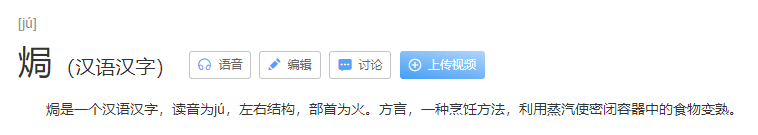 [jú]
焗 （汉语汉字） 语音 编辑 讨论 上传视频
焗是一个汉语汉字，读音为jú，左右结构，部首为火。方言，一种烹饪方法，利用蒸汽使密闭容器中的食物变熟。